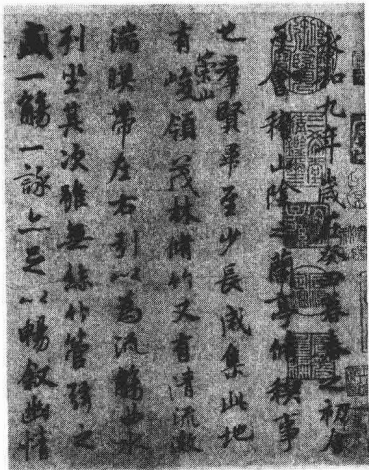 永和九年歲在癸丑暮春之初會
于會稽山陰之蘭亭脩稧事
也羣賢畢至少長咸集此地
有崇山峻領茂林脩竹又有清流激
湍暎帶左右引以為流觴曲水
列坐其次雖無絲竹管弦之
盛一觴一詠亦足以暢敘幽情